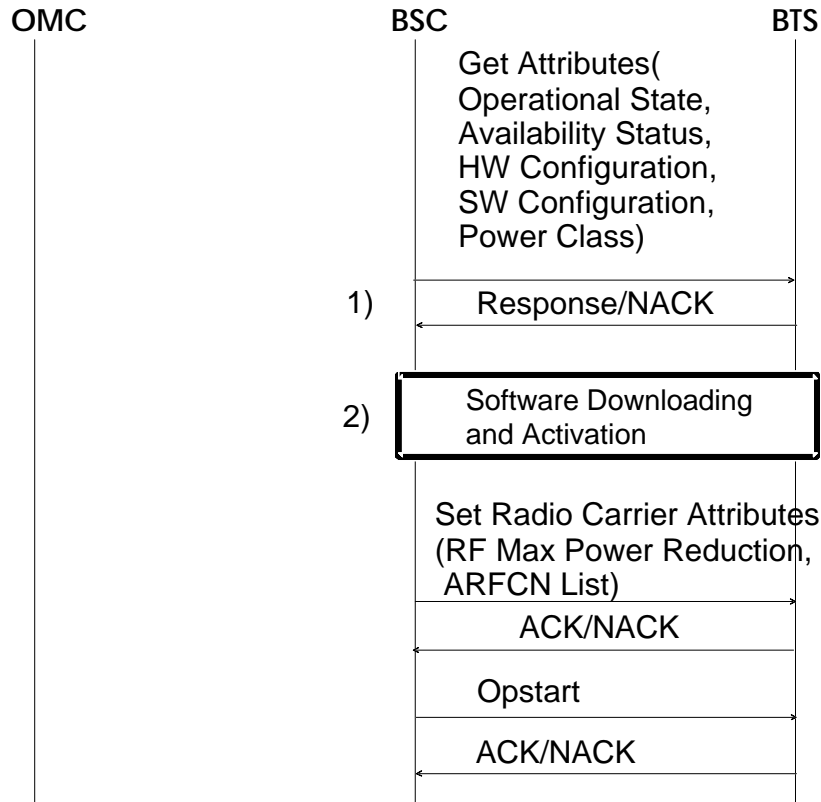 OMC BSC BTS
Get Attributes(
Operational State,
Availability Status,
HW Configuration,
SW Configuration,
Power Class)
1) Response/NACK
2) Software Downloading
and Activation
Set Radio Carrier Attributes
(RF Max Power Reduction,
ARFCN List)
ACK/NACK
Opstart
ACK/NACK